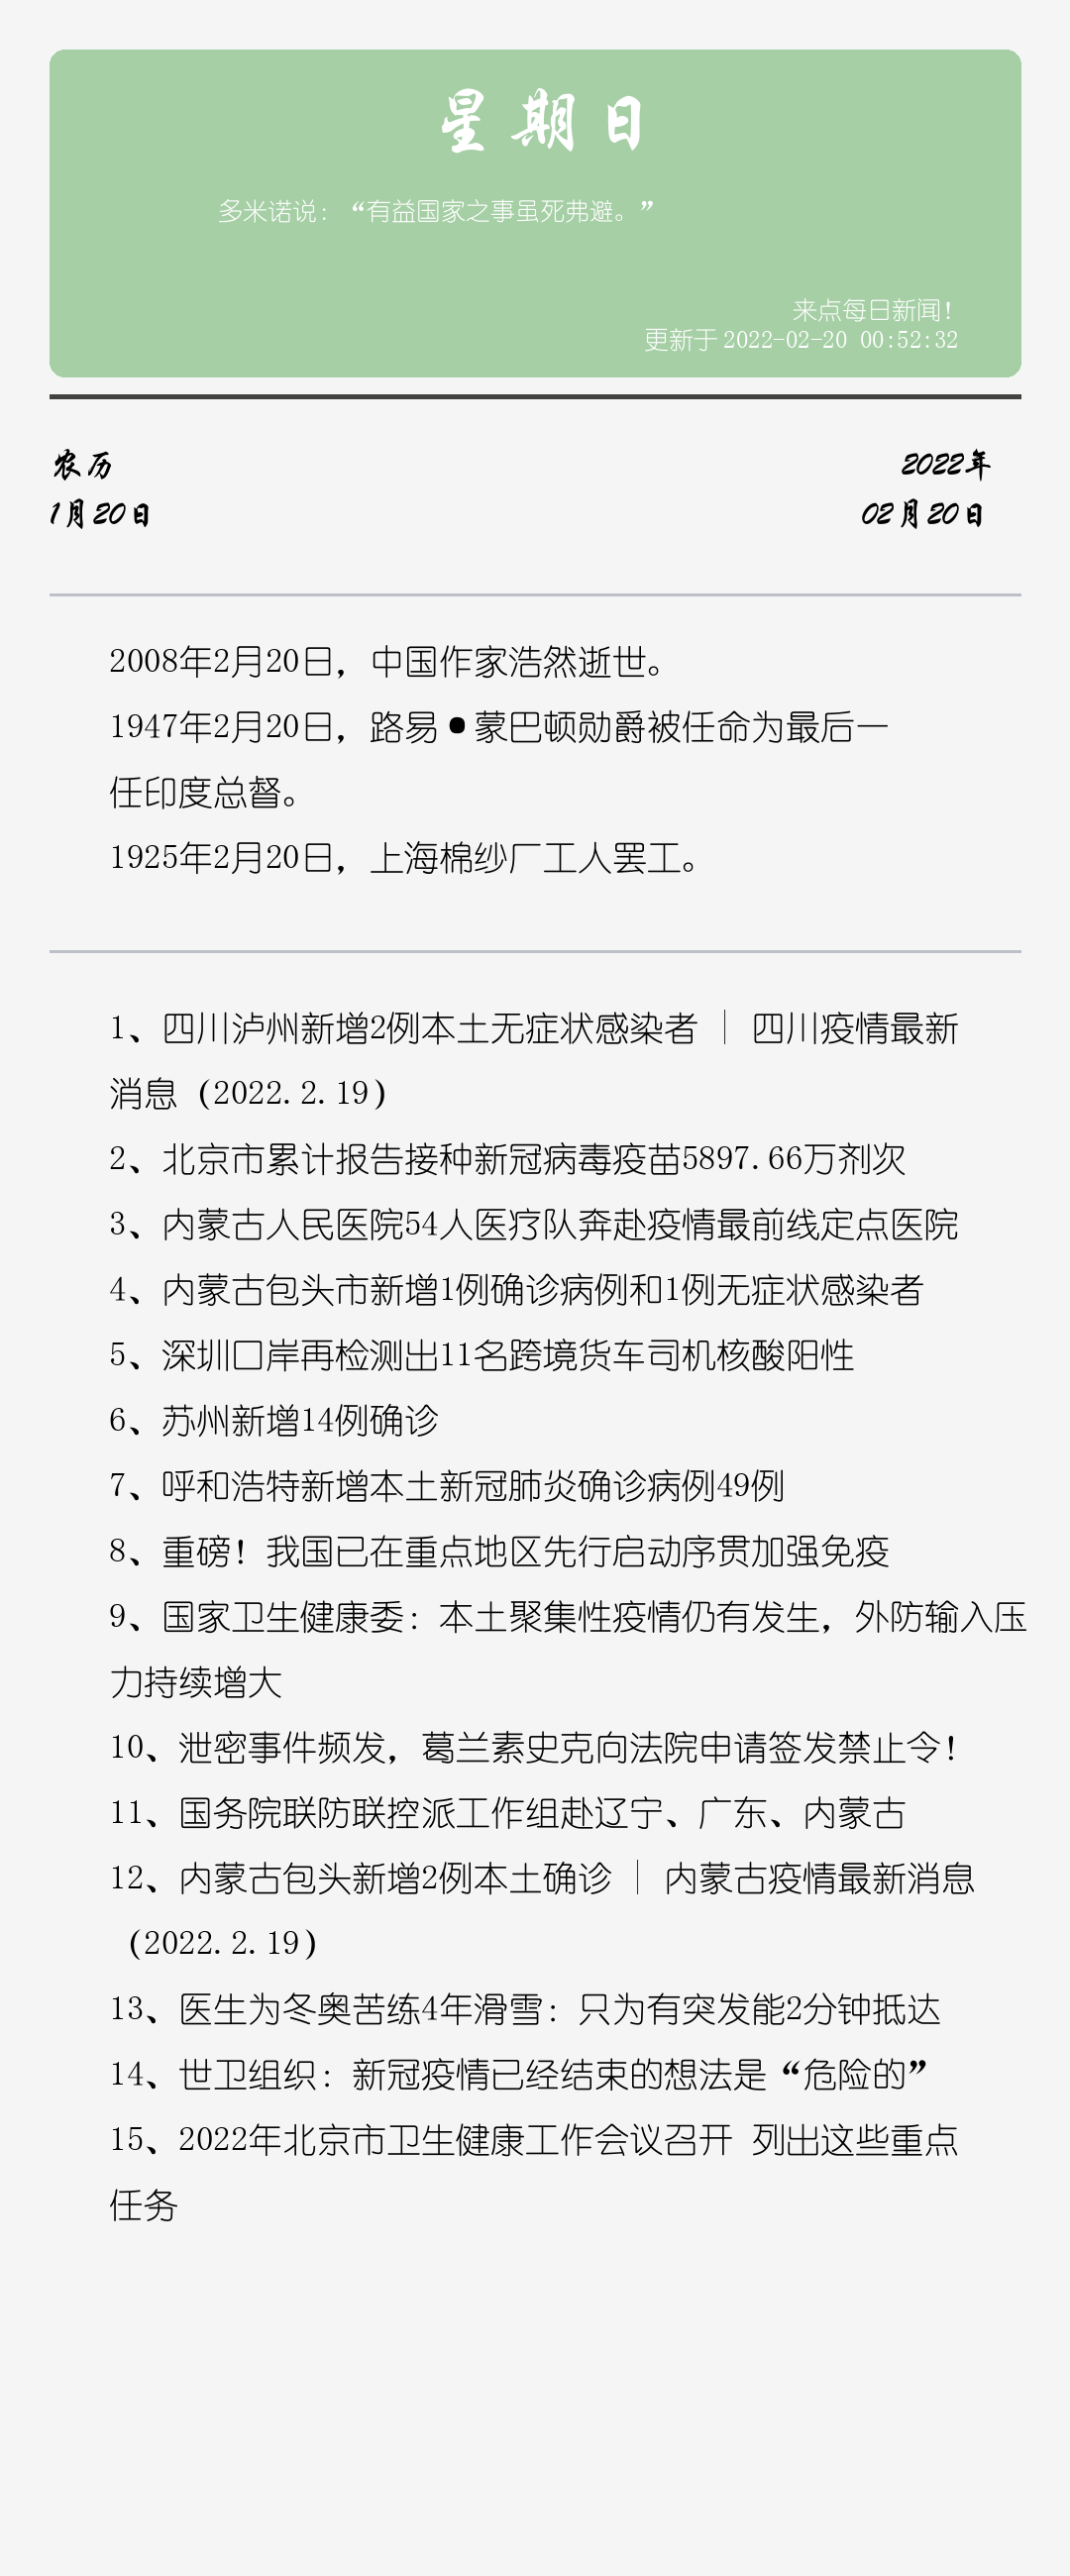 星期日
多米诺说：“有益国家之事虽死弗避。”
来点每日新闻！
更新于 2022-02-20 00:52:32
农历
2022年
1月20日
02月20日
2008年2月20日，中国作家浩然逝世。
1947年2月20日，路易•蒙巴顿勋爵被任命为最后一
任印度总督。
1925年2月20日，上海棉纱厂工人罢工。
1、四川泸州新增2例本土无症状感染者 | 四川疫情最新
消息（2022.2.19）
2、北京市累计报告接种新冠病毒疫苗5897.66万剂次
3、内蒙古人民医院54人医疗队奔赴疫情最前线定点医院
4、内蒙古包头市新增1例确诊病例和1例无症状感染者
5、深圳口岸再检测出11名跨境货车司机核酸阳性
6、苏州新增14例确诊
7、呼和浩特新增本土新冠肺炎确诊病例49例
8、重磅！我国已在重点地区先行启动序贯加强免疫
9、国家卫生健康委：本土聚集性疫情仍有发生，外防输入压
力持续增大
10、泄密事件频发，葛兰素史克向法院申请签发禁止令！
11、国务院联防联控派工作组赴辽宁、广东、内蒙古
12、内蒙古包头新增2例本土确诊 | 内蒙古疫情最新消息
（2022.2.19）
13、医生为冬奥苦练4年滑雪：只为有突发能2分钟抵达
14、世卫组织：新冠疫情已经结束的想法是“危险的”
15、2022年北京市卫生健康工作会议召开 列出这些重点
任务